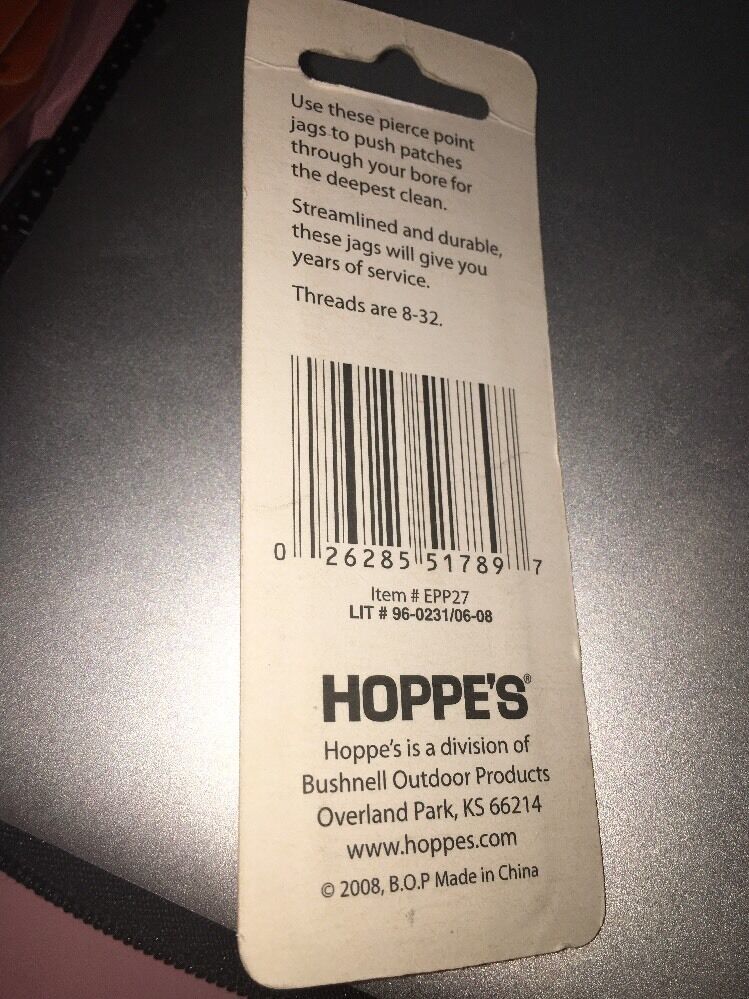 Use these pierce point
jags to push patches
through your bore for
the deepest clean.
Streamlined and durable,
these jags will give you
years of service.
Threads are 8-32.
0 26285 51789 7
Item # EPP27
LIT # 96-0231/06-08
HOPPE'S®
Hoppe's is a division of
Bushnell Outdoor Products
Overland Park, KS 66214
www.hoppes.com
© 2008, B.O.P Made in China